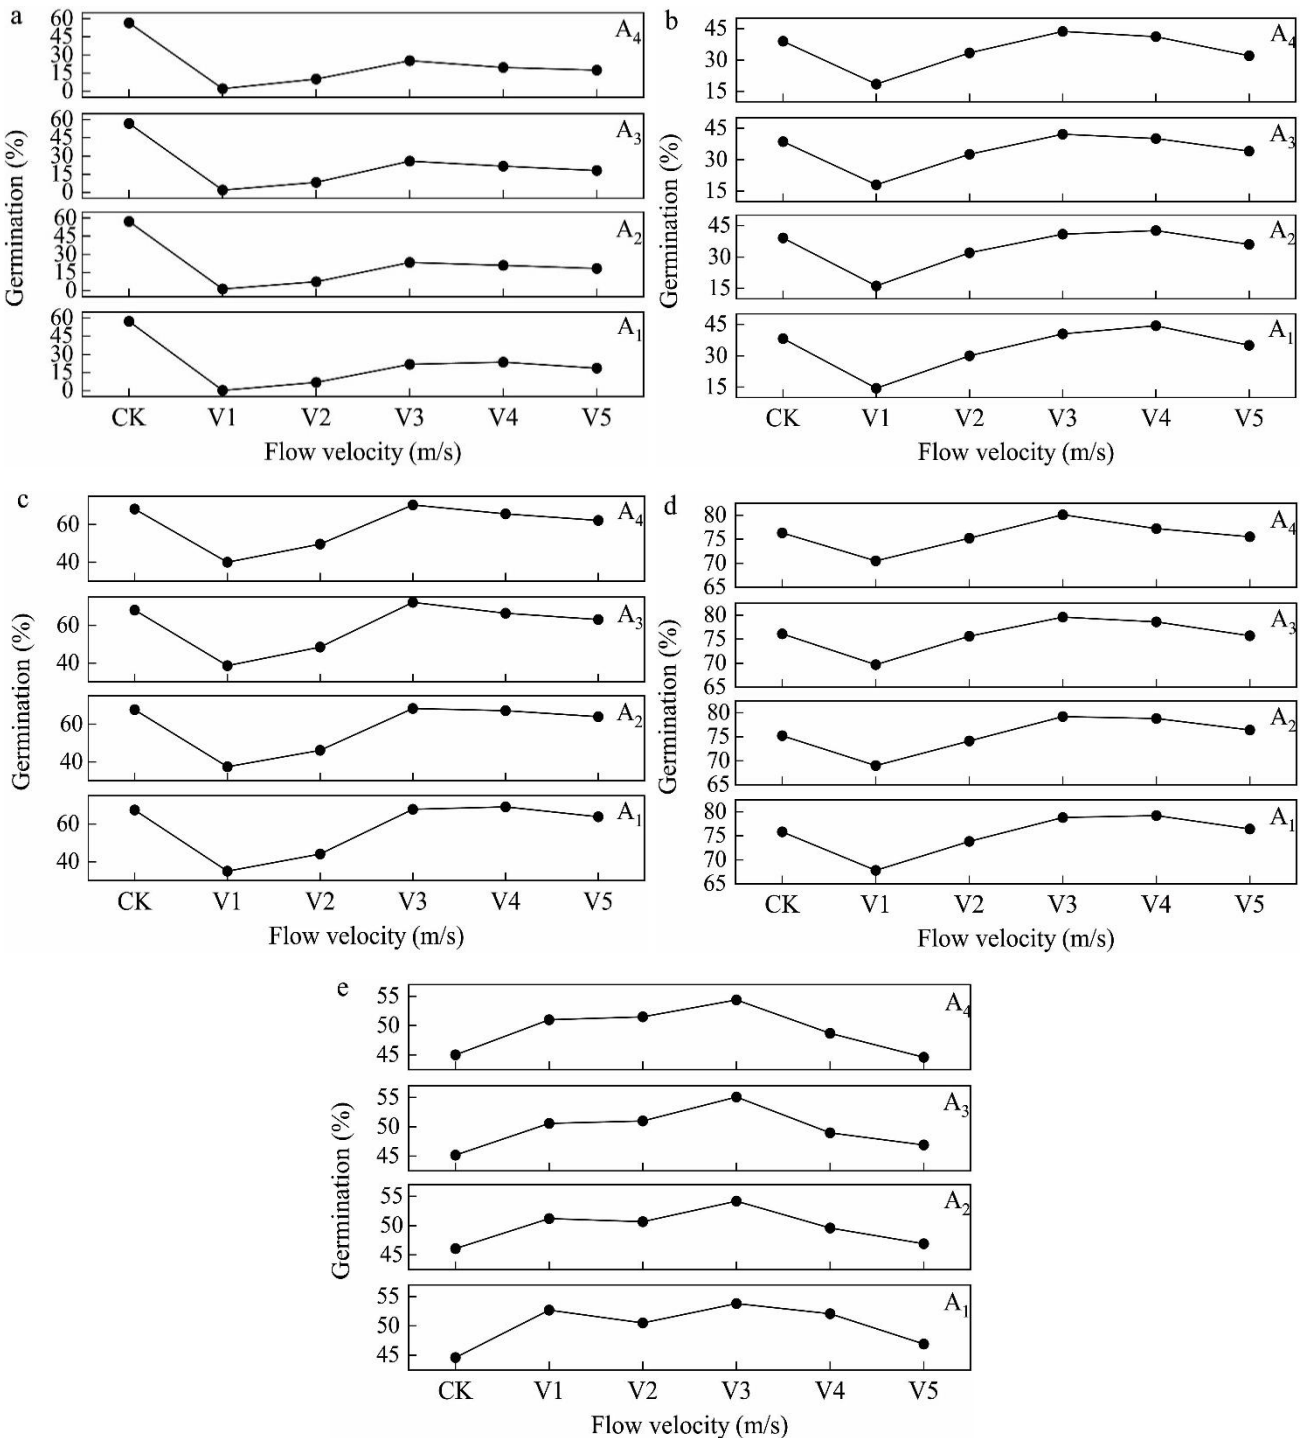 a
Germination (%)
60
45
30
15
0
A4
60
45
30
15
0
A3
60
45
30
15
0
A2
60
45
30
15
0
A1
CK V1 V2 V3 V4 V5
Flow velocity (m/s)
b
Germination (%)
45
30
15
A4
45
30
15
A3
45
30
15
A2
45
30
15
A1
CK V1 V2 V3 V4 V5
Flow velocity (m/s)
c
Germination (%)
60
40
A4
60
40
A3
60
40
A2
60
40
A1
CK V1 V2 V3 V4 V5
Flow velocity (m/s)
d
Germination (%)
80
75
70
65
A4
80
75
70
65
A3
80
75
70
65
A2
80
75
70
65
A1
CK V1 V2 V3 V4 V5
Flow velocity (m/s)
e
Germination (%)
55
50
45
A4
55
50
45
A3
55
50
45
A2
55
50
45
A1
CK V1 V2 V3 V4 V5
Flow velocity (m/s)